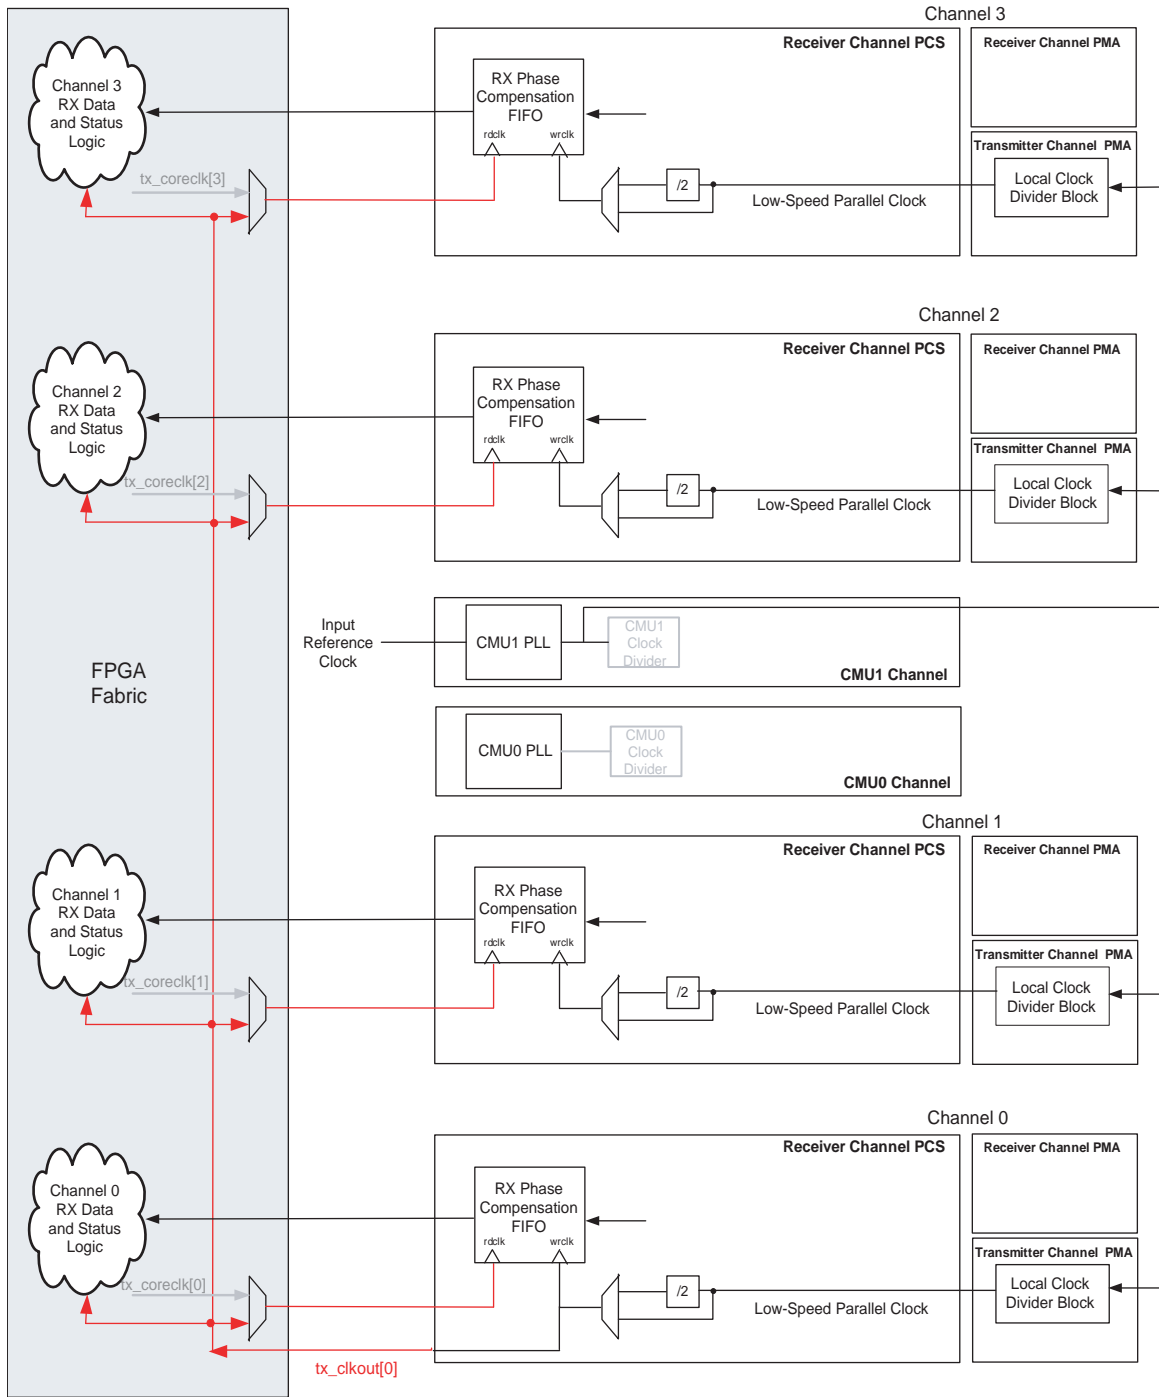 Channel 3
Receiver Channel PCS
Receiver Channel PMA
RX Phase
Compensation
FIFO
rdclk
wrclk
Channel 3
RX Data
and Status
Logic
tx_coreclk[3]
/2
Low-Speed Parallel Clock
Transmitter Channel PMA
Local Clock
Divider Block
Channel 2
Receiver Channel PCS
Receiver Channel PMA
RX Phase
Compensation
FIFO
rdclk
wrclk
Channel 2
RX Data
and Status
Logic
tx_coreclk[2]
/2
Low-Speed Parallel Clock
Transmitter Channel PMA
Local Clock
Divider Block
Input
Reference
Clock
CMU1 PLL
CMU1
Clock
Divider
CMU1 Channel
FPGA
Fabric
CMU0 PLL
CMU0
Clock
Divider
CMU0 Channel
Channel 1
Receiver Channel PCS
Receiver Channel PMA
RX Phase
Compensation
FIFO
rdclk
wrclk
Channel 1
RX Data
and Status
Logic
tx_coreclk[1]
/2
Low-Speed Parallel Clock
Transmitter Channel PMA
Local Clock
Divider Block
Channel 0
Receiver Channel PCS
Receiver Channel PMA
RX Phase
Compensation
FIFO
rdclk
wrclk
Channel 0
RX Data
and Status
Logic
tx_coreclk[0]
/2
Low-Speed Parallel Clock
Transmitter Channel PMA
Local Clock
Divider Block
tx_clkout[0]